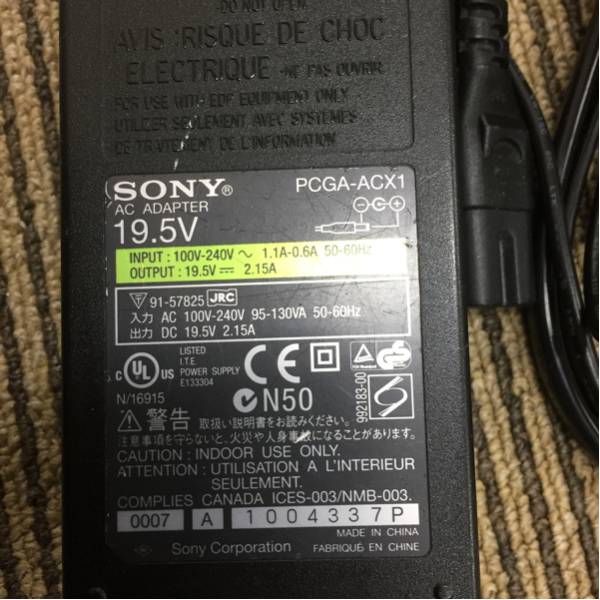 DO NOT OPEN.
AVIS : RISQUE DE CHOC
ELECTRIQUE -NE PAS OUVRIR
FOR USE WITH EDP EQUIPMENT ONLY
UTILIZER SEULEMENT AVEC SYSTEMES
DE TRAITEMENT DE L'INFORMATION
SONY® PCGA-ACX1
AC ADAPTER
19.5V
INPUT : 100V-240V ~ 1.1A-0.6A 50-60Hz
OUTPUT : 19.5V ⎓ 2.15A
91-57825 JRC
入力 AC 100V-240V 95-130VA 50-60Hz
出力 DC 19.5V 2.15A
c UL US LISTED
I.T.E.
POWER SUPPLY
E133304
CE
N/16915
N50
992183-00
警告 取扱い説明書をお読みください。
注意事項を守らないと、火災や人身事故になることがあります。
CAUTION : INDOOR USE ONLY.
ATTENTION : UTILISATION A L'INTERIEUR
SEULEMENT.
COMPLIES CANADA ICES-003/NMB-003.
0007 A 1004337P
MADE IN CHINA
Sony Corporation FABRIQUÉ EN CHINE